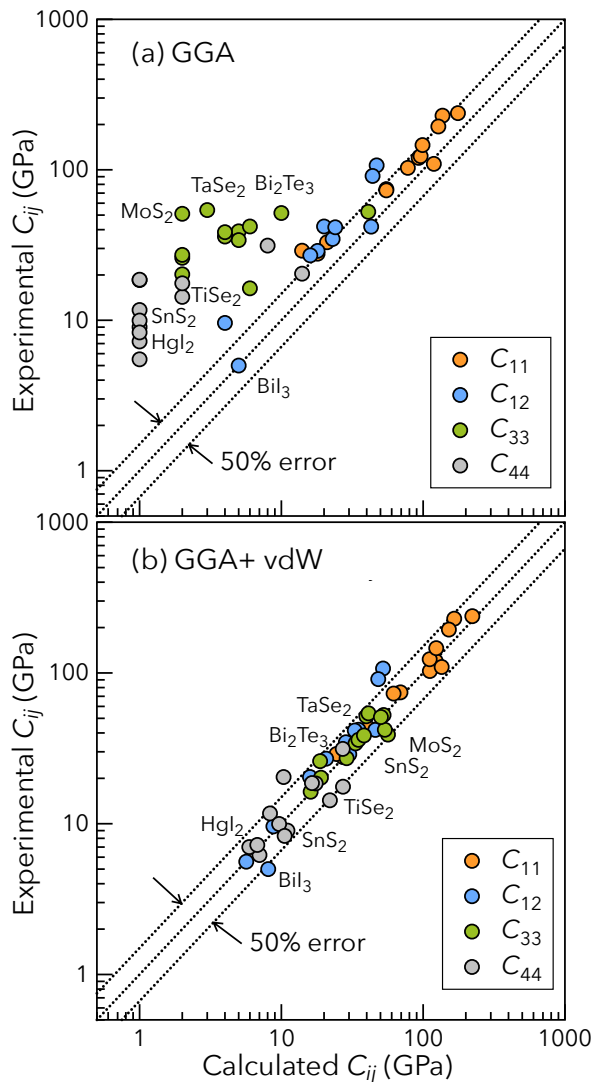 1000
(a) GGA
TaSe₂
Bi₂Te₃
MoS₂
100
TiSe₂
SnS₂
HgI₂
10
BiI₃
1
50% error
C₁₁
C₁₂
C₃₃
C₄₄
Experimental Cᵢⱼ (GPa)
1000
(b) GGA+ vdW
100
TaSe₂
Bi₂Te₃
MoS₂
SnS₂
TiSe₂
HgI₂
SnS₂
10
BiI₃
50% error
1
C₁₁
C₁₂
C₃₃
C₄₄
Experimental Cᵢⱼ (GPa)
1 10 100 1000
Calculated Cᵢⱼ (GPa)